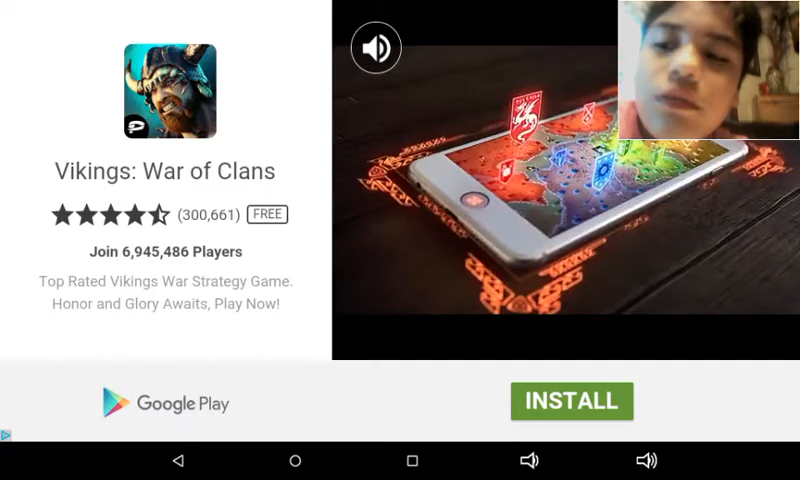 Vikings: War of Clans
(300,661) FREE
Join 6,945,486 Players
Top Rated Vikings War Strategy Game.
Honor and Glory Awaits, Play Now!
Google Play
INSTALL